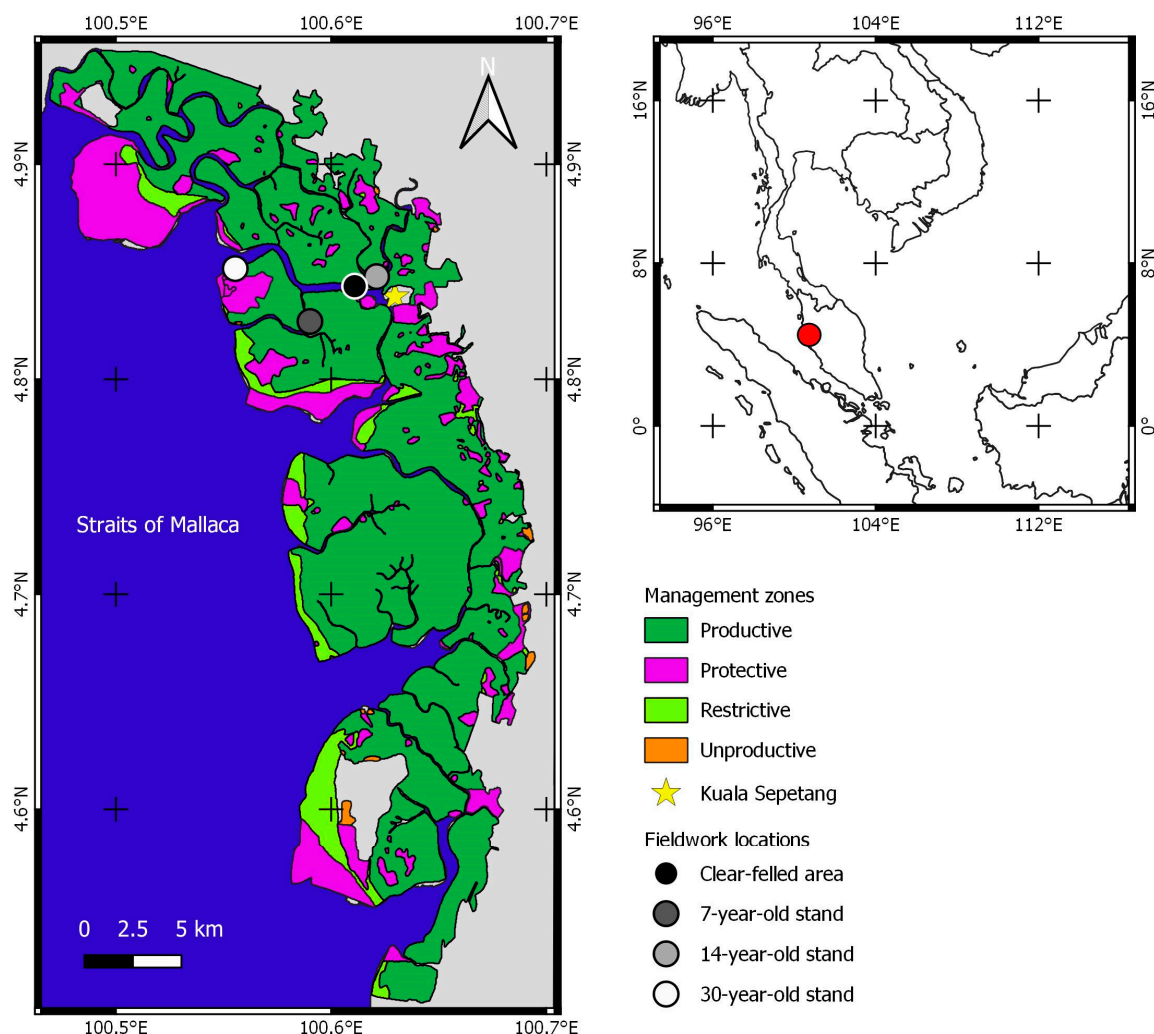 100.5°E 100.6°E 100.7°E
96°E 104°E 112°E
N
4.9°N 4.9°N
4.8°N 4.8°N
4.7°N 4.7°N
4.6°N 4.6°N
Straits of Mallaca
0 2.5 5 km
100.5°E 100.6°E 100.7°E
16°N 16°N
8°N 8°N
0° 0°
96°E 104°E 112°E
Management zones
Productive
Protective
Restrictive
Unproductive
Kuala Sepetang
Fieldwork locations
Clear-felled area
7-year-old stand
14-year-old stand
30-year-old stand